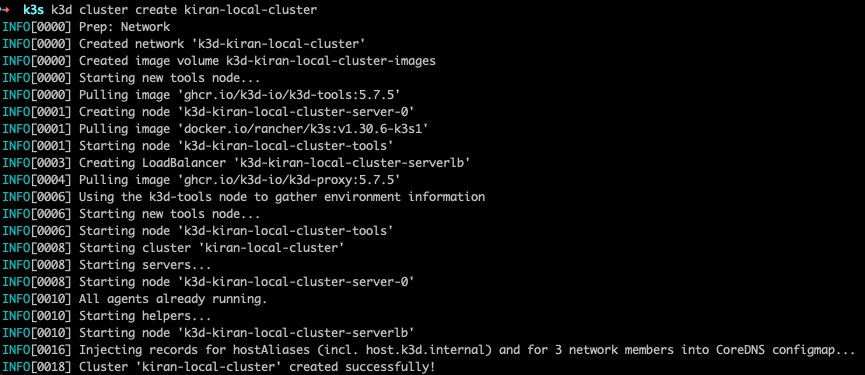 → k3s k3d cluster create kiran-local-cluster
INFO[0000] Prep: Network
INFO[0000] Created network 'k3d-kiran-local-cluster'
INFO[0000] Created image volume k3d-kiran-local-cluster-images
INFO[0000] Starting new tools node...
INFO[0000] Pulling image 'ghcr.io/k3d-io/k3d-tools:5.7.5'
INFO[0001] Creating node 'k3d-kiran-local-cluster-server-0'
INFO[0001] Pulling image 'docker.io/rancher/k3s:v1.30.6-k3s1'
INFO[0001] Starting node 'k3d-kiran-local-cluster-tools'
INFO[0003] Creating LoadBalancer 'k3d-kiran-local-cluster-serverlb'
INFO[0004] Pulling image 'ghcr.io/k3d-io/k3d-proxy:5.7.5'
INFO[0006] Using the k3d-tools node to gather environment information
INFO[0006] Starting new tools node...
INFO[0006] Starting node 'k3d-kiran-local-cluster-tools'
INFO[0008] Starting cluster 'kiran-local-cluster'
INFO[0008] Starting servers...
INFO[0008] Starting node 'k3d-kiran-local-cluster-server-0'
INFO[0010] All agents already running.
INFO[0010] Starting helpers...
INFO[0010] Starting node 'k3d-kiran-local-cluster-serverlb'
INFO[0016] Injecting records for hostAliases (incl. host.k3d.internal) and for 3 network members into CoreDNS configmap...
INFO[0018] Cluster 'kiran-local-cluster' created successfully!